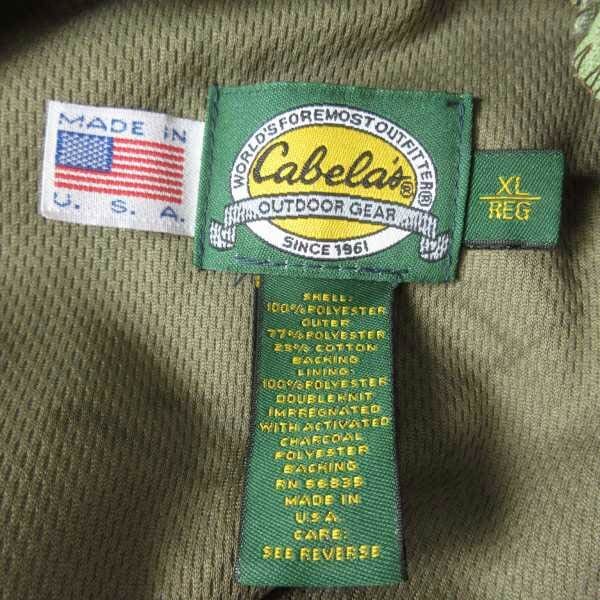 MADE IN
U. S. A.
WORLD'S FOREMOST OUTFITTER®
Cabela's®
OUTDOOR GEAR
SINCE 1961
XL
REG
SHELL:
100% POLYESTER
OUTER
77% POLYESTER
23% COTTON
BACKING
LINING:
100% POLYESTER
DOUBLEKNIT
IMPREGNATED
WITH ACTIVATED
CHARCOAL
POLYESTER
BACKING
RN 56835
MADE IN
U.S.A.
CARE:
SEE REVERSE